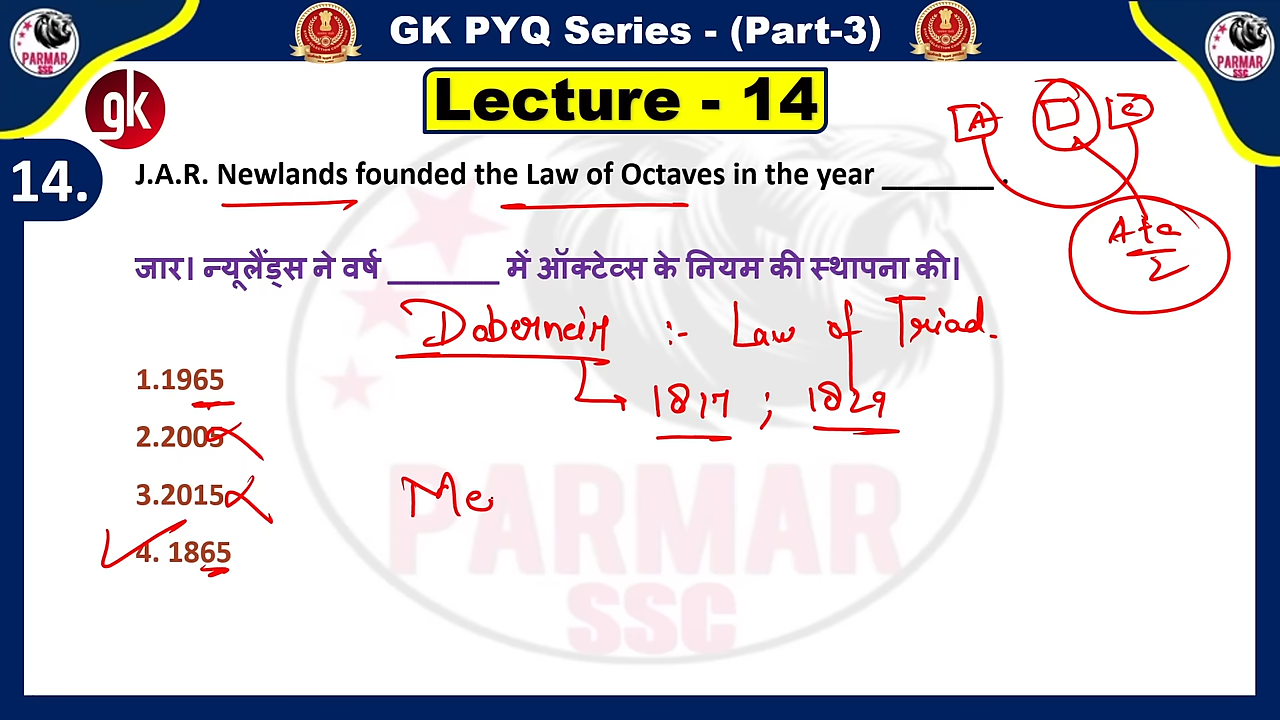 PARMAR
SSC
GK PYQ Series - (Part-3)
PARMAR
SSC
gk
Lecture - 14
A
C
14.
J.A.R. Newlands founded the Law of Octaves in the year _______ .
A+C
2
जार। न्यूलैंड्स ने वर्ष _______ में ऑक्टेव्स के नियम की स्थापना की।
Daberneir :- Law of Triad.
1.1965
1817 ; 1829
2.2005
3.2015
Me
4. 1865
PARMAR
SSC